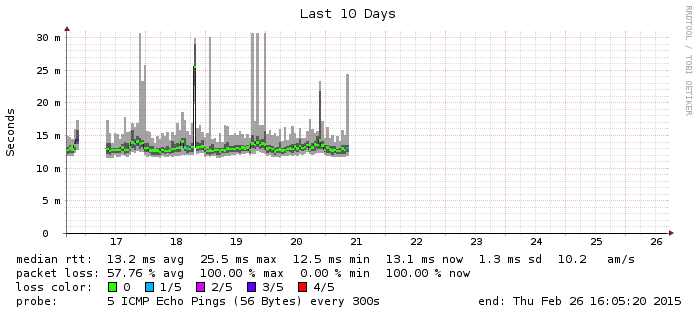 Last 10 Days
RRDTOOL / TOBI OETIKER
Seconds
30 m
25 m
20 m
15 m
10 m
5 m
0
17 18 19 20 21 22 23 24 25 26
median rtt: 13.2 ms avg 25.5 ms max 12.5 ms min 13.1 ms now 1.3 ms sd 10.2 am/s
packet loss: 57.76 % avg 100.00 % max 0.00 % min 100.00 % now
loss color: 0 1/5 2/5 3/5 4/5
probe: 5 ICMP Echo Pings (56 Bytes) every 300s end: Thu Feb 26 16:05:20 2015